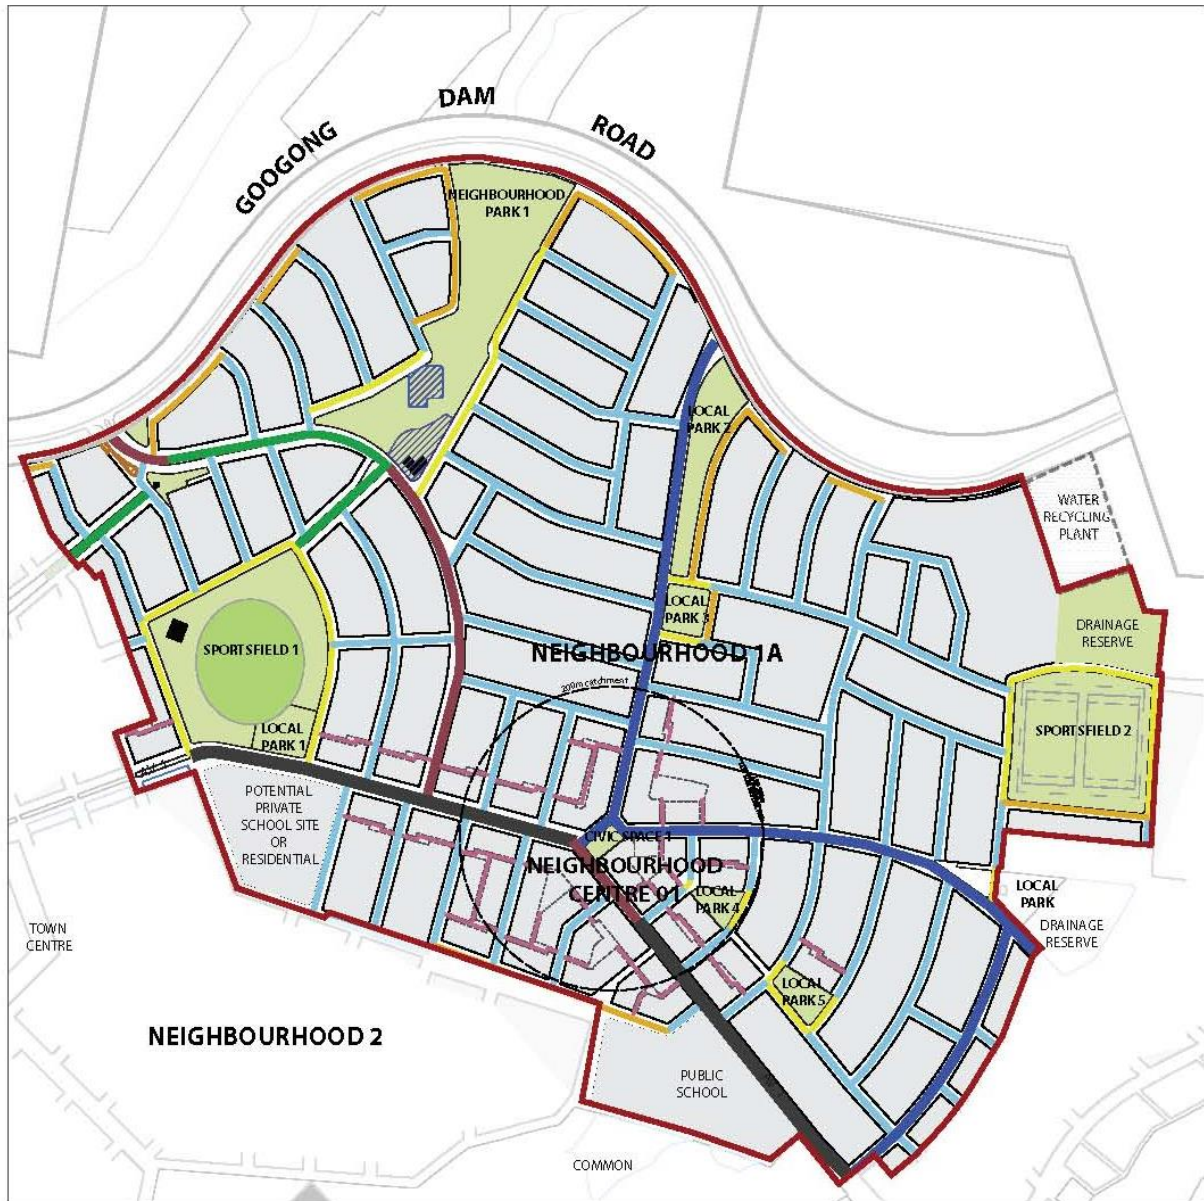 GOOGONG
DAM
ROAD
NEIGHBOURHOOD
PARK 1
LOCAL
PARK 2
WATER
RECYCLING
PLANT
LOCAL
PARK 3
DRAINAGE
RESERVE
SPORTSFIELD 1
NEIGHBOURHOOD 1A
200m catchment
LOCAL
PARK 1
SPORTSFIELD 2
POTENTIAL
PRIVATE
SCHOOL SITE
OR
RESIDENTIAL
CIVIC SPACE 1
NEIGHBOURHOOD
CENTRE 01
LOCAL
PARK 4
LOCAL
PARK
DRAINAGE
RESERVE
TOWN
CENTRE
LOCAL
PARK 5
NEIGHBOURHOOD 2
PUBLIC
SCHOOL
COMMON